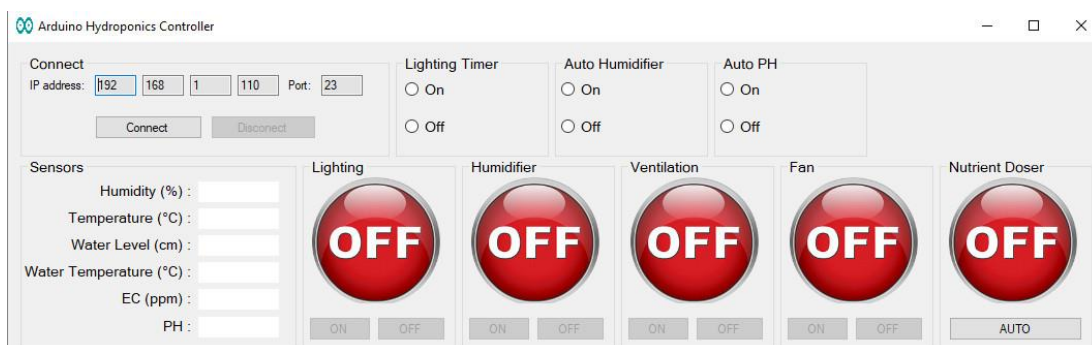 Arduino Hydroponics Controller
Connect
IP address: 192 168 1 110 Port: 23
Connect Disconect
Lighting Timer
On
Off
Auto Humidifier
On
Off
Auto PH
On
Off
Sensors
Humidity (%) :
Temperature (°C) :
Water Level (cm) :
Water Temperature (°C) :
EC (ppm) :
PH :
Lighting
OFF
ON OFF
Humidifier
OFF
ON OFF
Ventilation
OFF
ON OFF
Fan
OFF
ON OFF
Nutrient Doser
OFF
AUTO